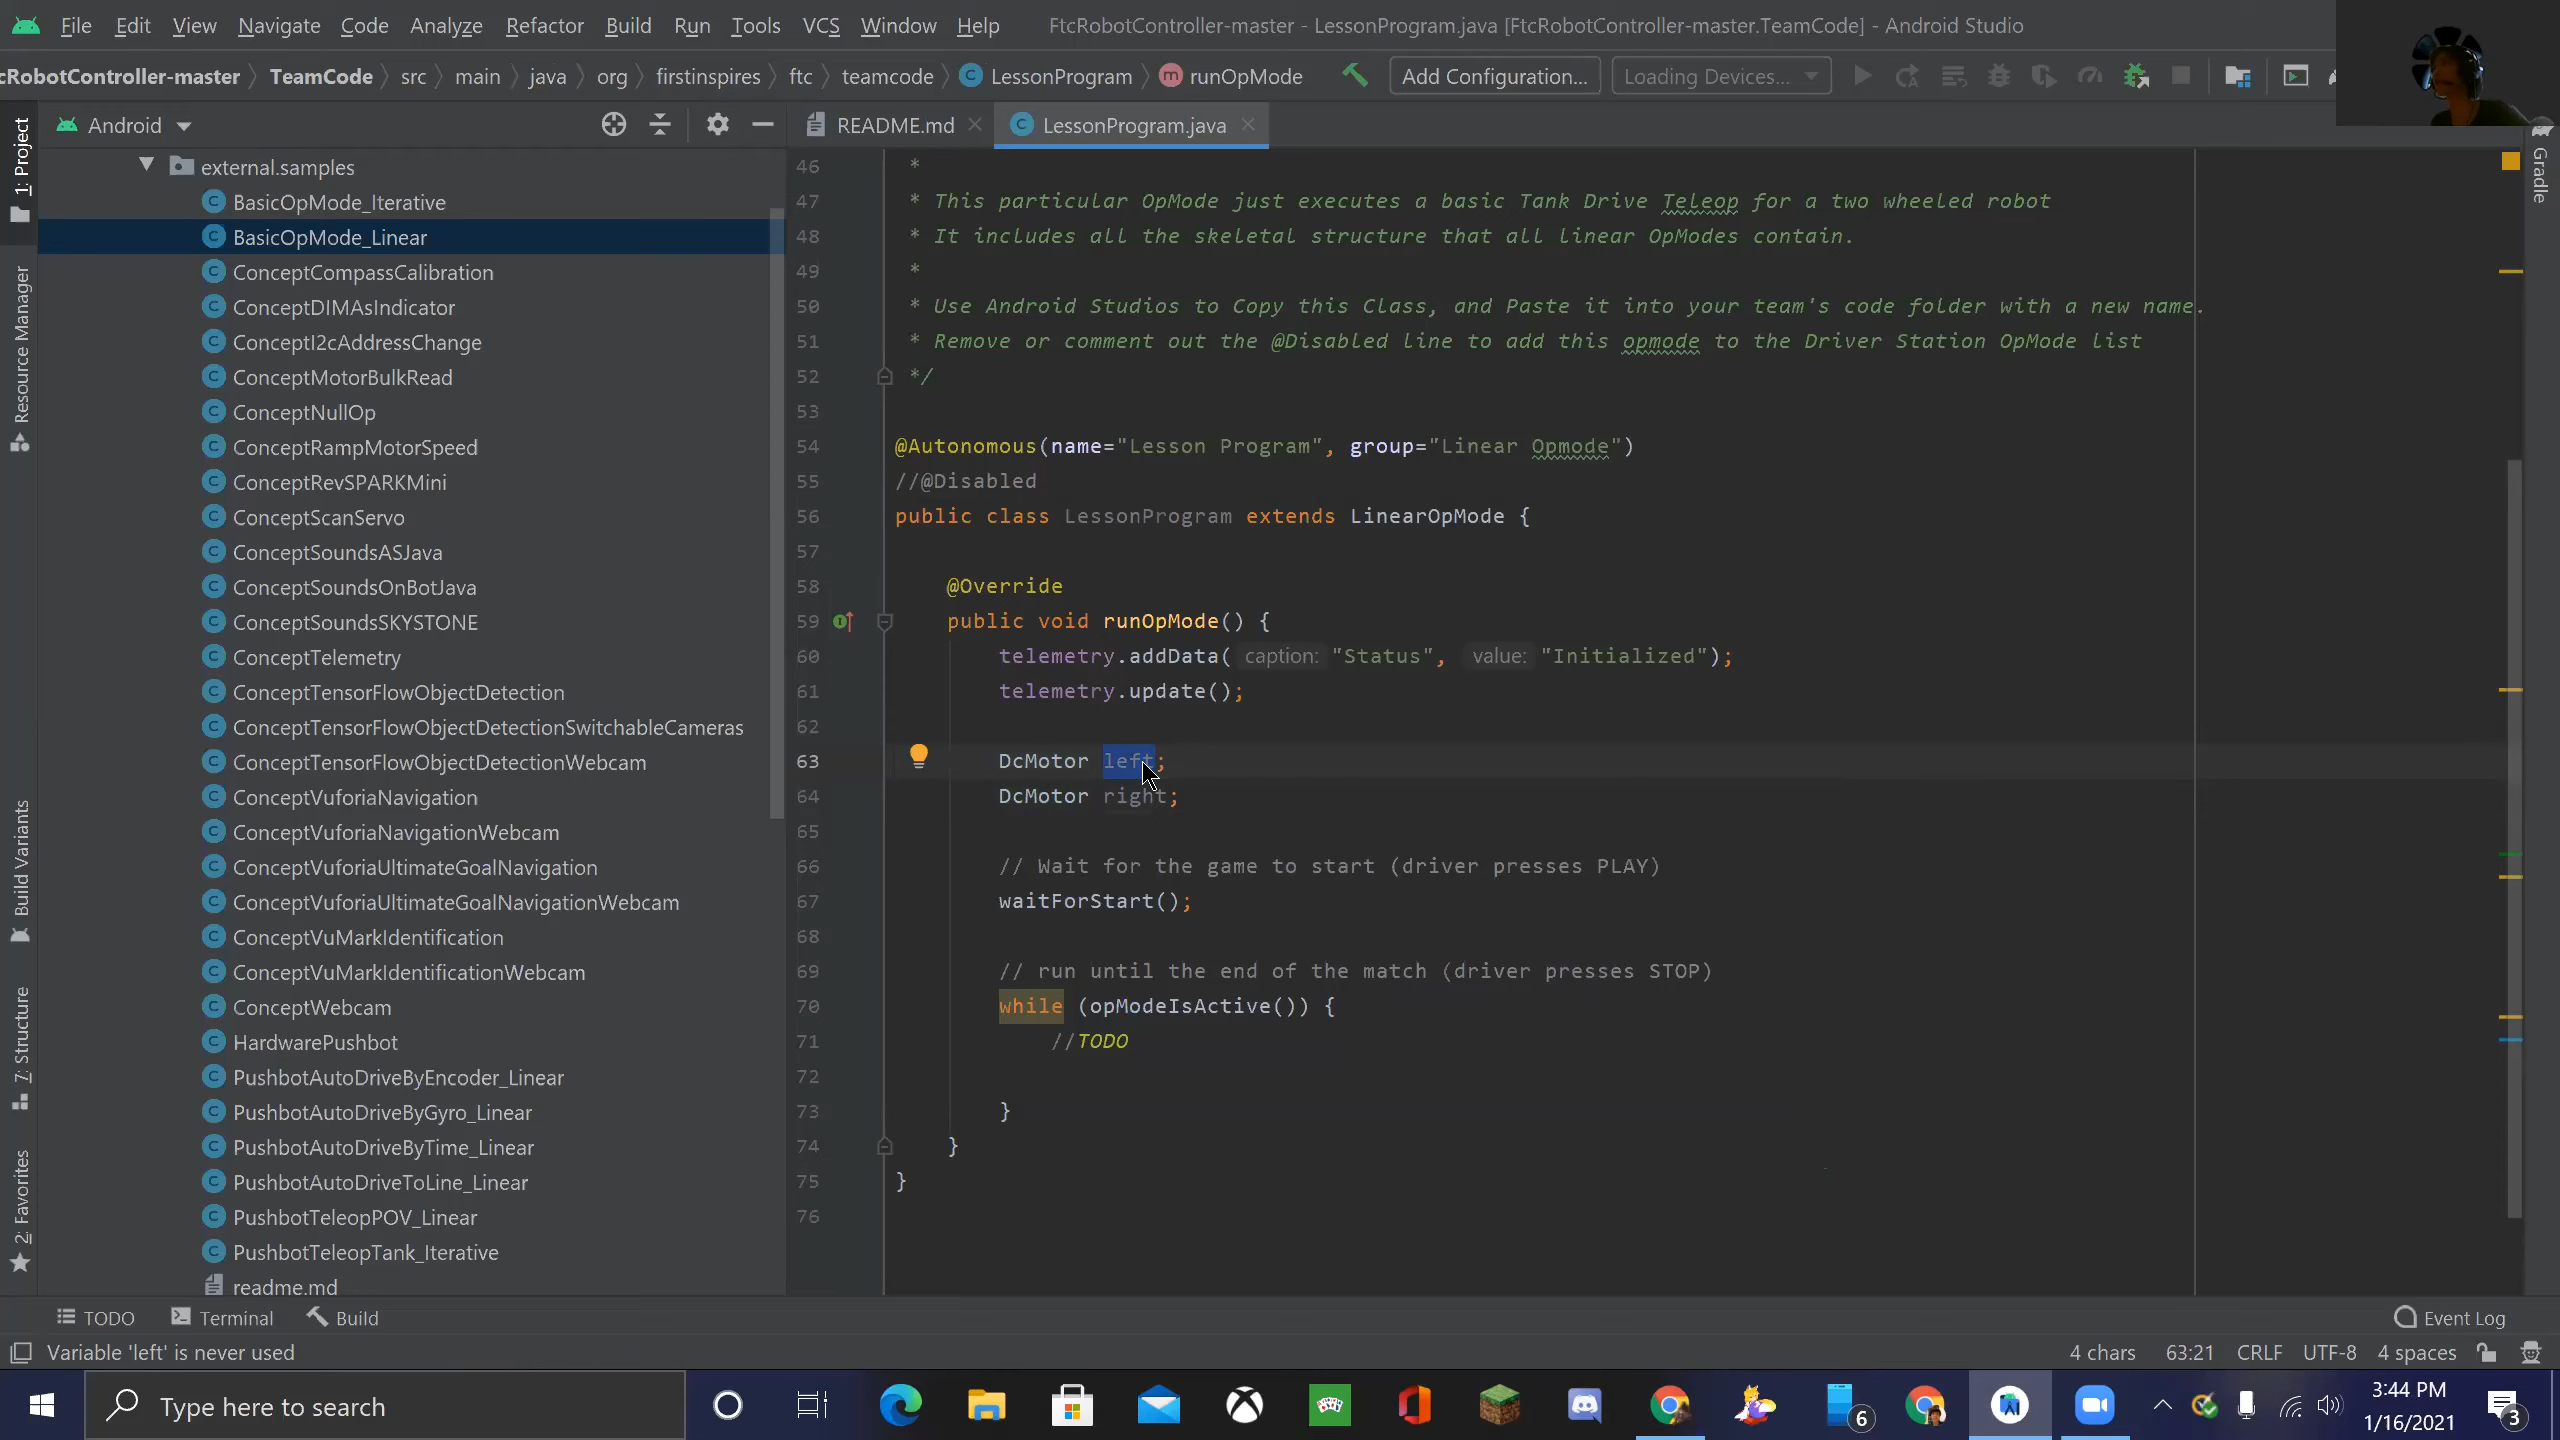 File Edit View Navigate Code Analyze Refactor Build Run Tools VCS Window Help FtcRobotController-master - LessonProgram.java [FtcRobotController-master.TeamCode] - Android Studio
cRobotController-master TeamCode src main java org firstinspires ftc teamcode LessonProgram runOpMode Add Configuration... Loading Devices...
1: Project
Resource Manager
Build Variants
7: Structure
2: Favorites
Android
external.samples
BasicOpMode_Iterative
BasicOpMode_Linear
ConceptCompassCalibration
ConceptDIMAsIndicator
ConceptI2cAddressChange
ConceptMotorBulkRead
ConceptNullOp
ConceptRampMotorSpeed
ConceptRevSPARKMini
ConceptScanServo
ConceptSoundsASJava
ConceptSoundsOnBotJava
ConceptSoundsSKYSTONE
ConceptTelemetry
ConceptTensorFlowObjectDetection
ConceptTensorFlowObjectDetectionSwitchableCameras
ConceptTensorFlowObjectDetectionWebcam
ConceptVuforiaNavigation
ConceptVuforiaNavigationWebcam
ConceptVuforiaUltimateGoalNavigation
ConceptVuforiaUltimateGoalNavigationWebcam
ConceptVuMarkIdentification
ConceptVuMarkIdentificationWebcam
ConceptWebcam
HardwarePushbot
PushbotAutoDriveByEncoder_Linear
PushbotAutoDriveByGyro_Linear
PushbotAutoDriveByTime_Linear
PushbotAutoDriveToLine_Linear
PushbotTeleopPOV_Linear
PushbotTeleopTank_Iterative
readme.md
README.md LessonProgram.java
46 *
47 * This particular OpMode just executes a basic Tank Drive Teleop for a two wheeled robot
48 * It includes all the skeletal structure that all linear OpModes contain.
49 *
50 * Use Android Studios to Copy this Class, and Paste it into your team's code folder with a new name.
51 * Remove or comment out the @Disabled line to add this opmode to the Driver Station OpMode list
52 */
53
54 @Autonomous(name="Lesson Program", group="Linear Opmode")
55 //@Disabled
56 public class LessonProgram extends LinearOpMode {
57
58 @Override
59 public void runOpMode() {
60 telemetry.addData( caption: "Status", value: "Initialized");
61 telemetry.update();
62
63 DcMotor left;
64 DcMotor right;
65
66 // Wait for the game to start (driver presses PLAY)
67 waitForStart();
68
69 // run until the end of the match (driver presses STOP)
70 while (opModeIsActive()) {
71 //TODO
72
73 }
74 }
75 }
76
Gradle
TODO Terminal Build Event Log
Variable 'left' is never used 4 chars 63:21 CRLF UTF-8 4 spaces
Type here to search 6 3:44 PM
1/16/2021 3